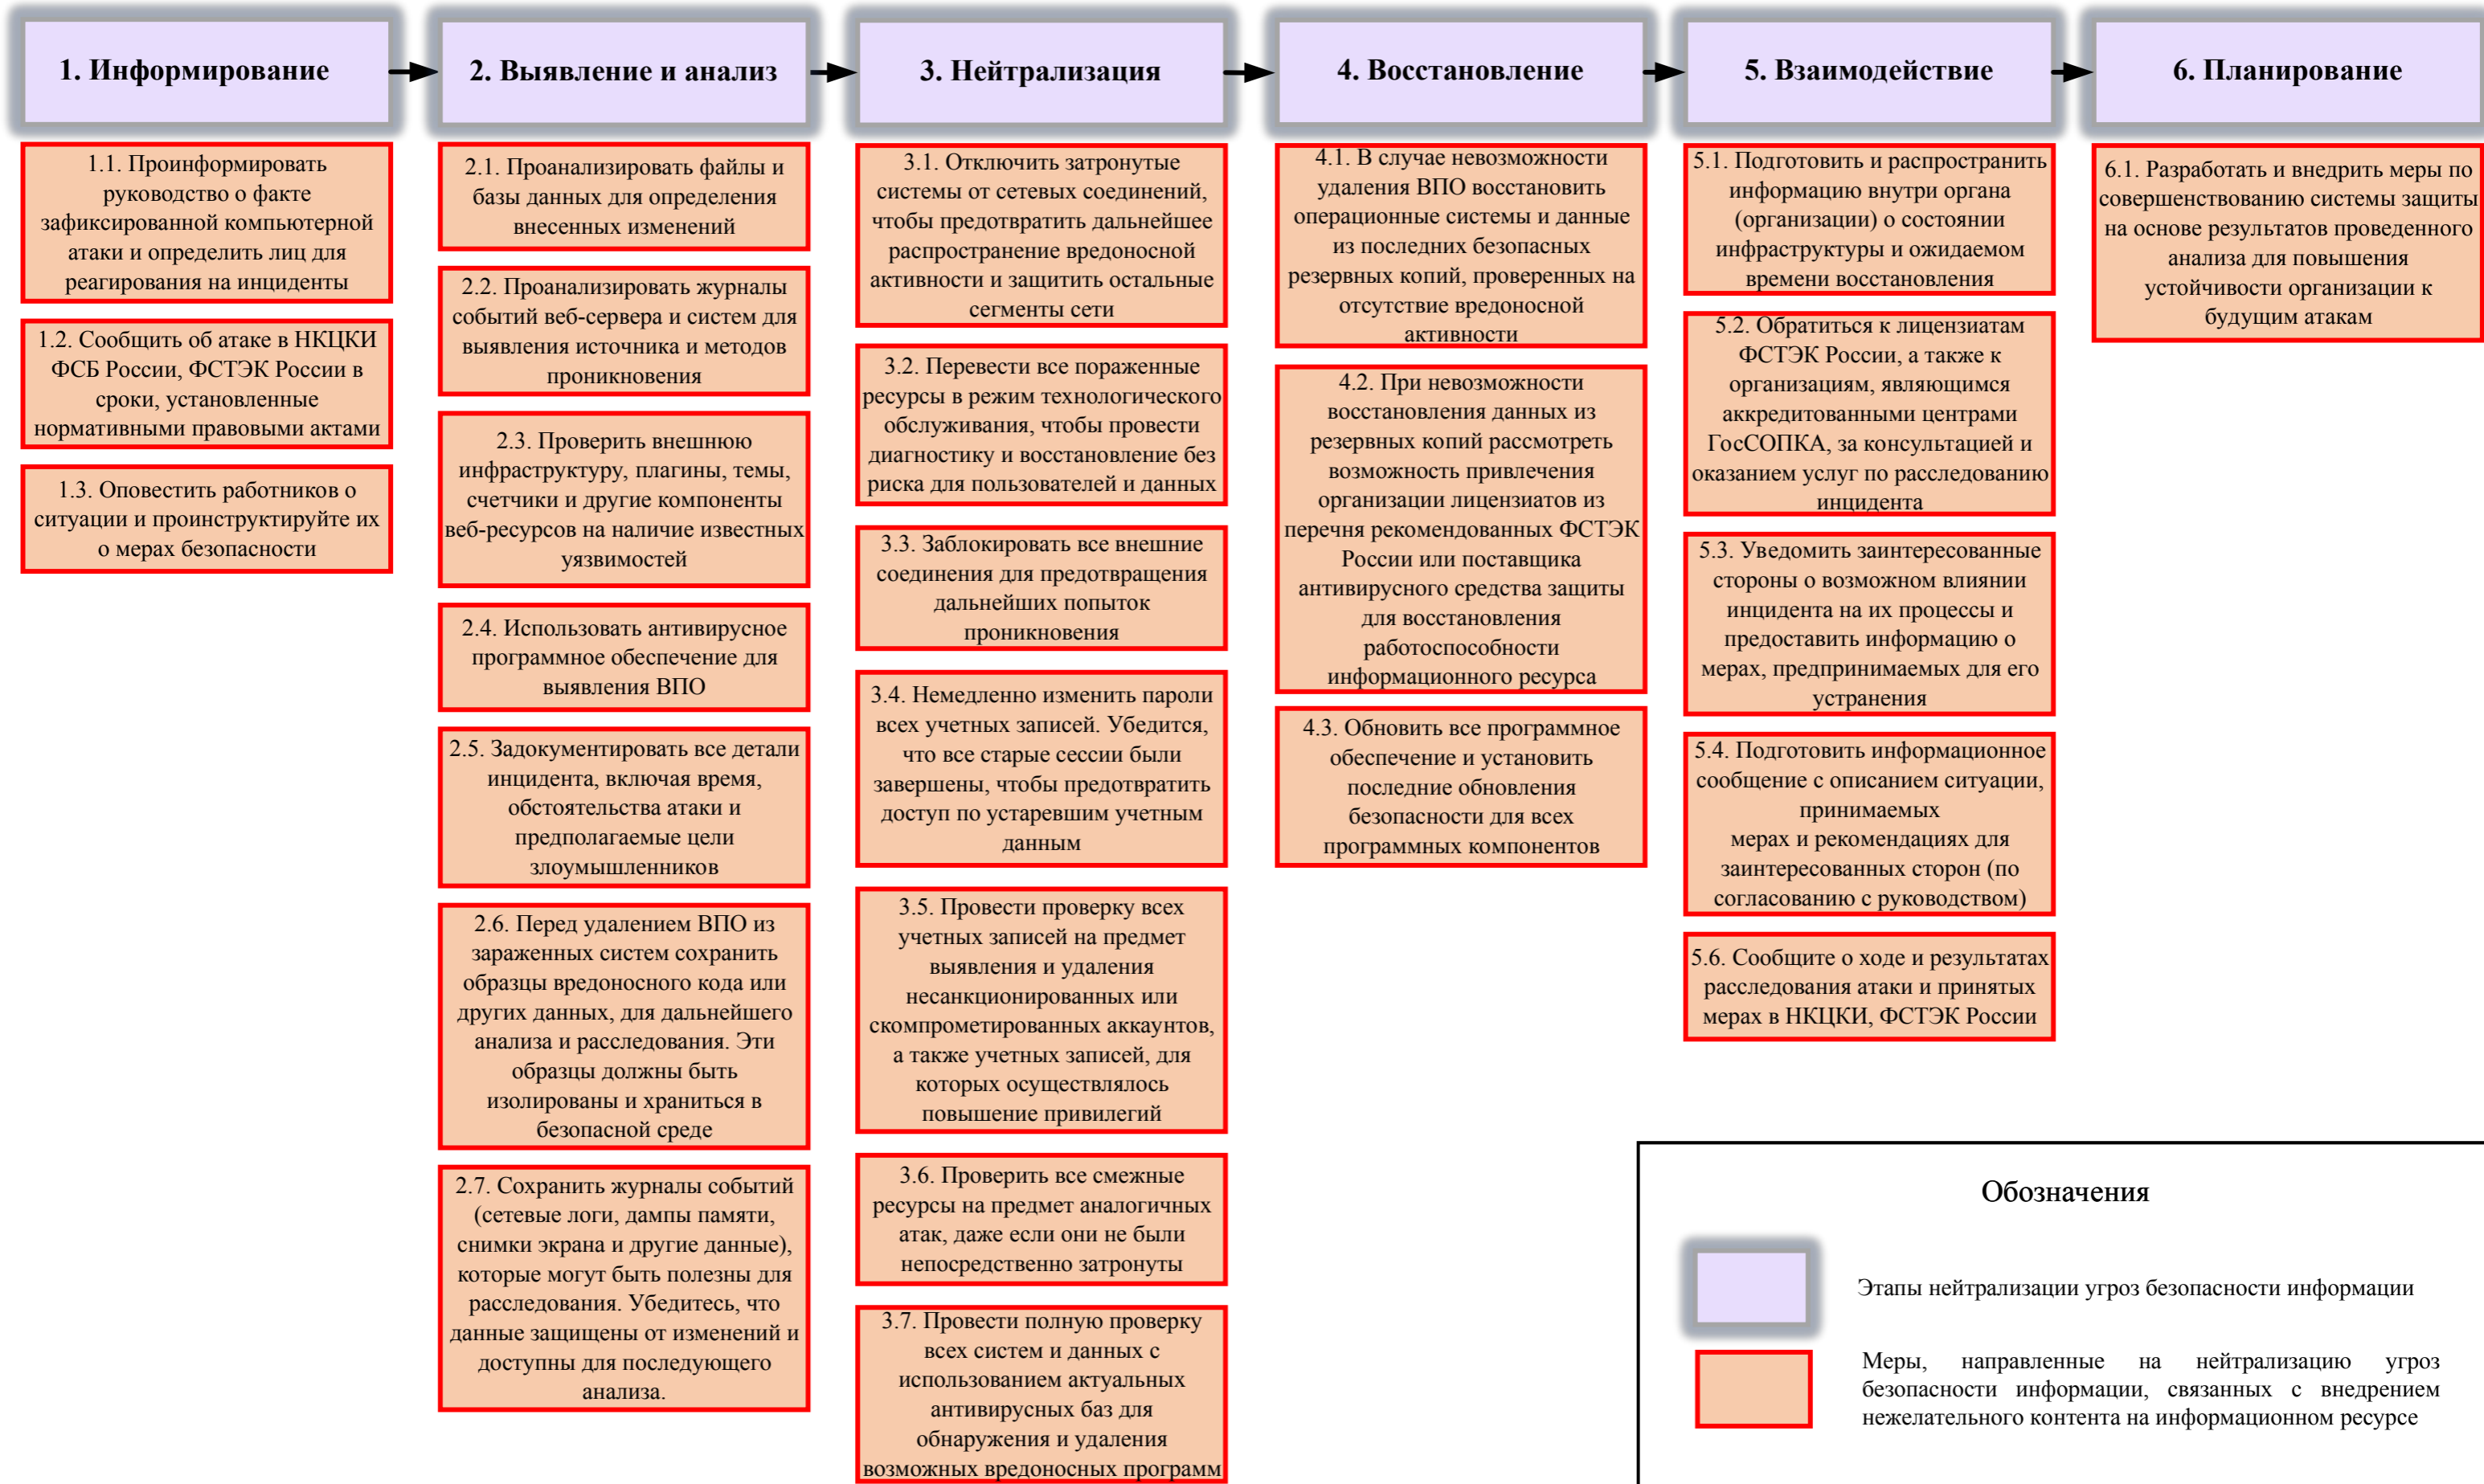 1. Информирование
2. Выявление и анализ
3. Нейтрализация
4. Восстановление
5. Взаимодействие
6. Планирование
1.1. Проинформировать
руководство о факте
зафиксированной компьютерной
атаки и определить лиц для
реагирования на инциденты
1.2. Сообщить об атаке в НКЦКИ
ФСБ России, ФСТЭК России в
сроки, установленные
нормативными правовыми актами
1.3. Оповестить работников о
ситуации и проинструктируйте их
о мерах безопасности
2.1. Проанализировать файлы и
базы данных для определения
внесенных изменений
2.2. Проанализировать журналы
событий веб-сервера и систем для
выявления источника и методов
проникновения
2.3. Проверить внешнюю
инфраструктуру, плагины, темы,
счетчики и другие компоненты
веб-ресурсов на наличие известных
уязвимостей
2.4. Использовать антивирусное
программное обеспечение для
выявления ВПО
2.5. Задокументировать все детали
инцидента, включая время,
обстоятельства атаки и
предполагаемые цели
злоумышленников
2.6. Перед удалением ВПО из
зараженных систем сохранить
образцы вредоносного кода или
других данных, для дальнейшего
анализа и расследования. Эти
образцы должны быть
изолированы и храниться в
безопасной среде
2.7. Сохранить журналы событий
(сетевые логи, дампы памяти,
снимки экрана и другие данные),
которые могут быть полезны для
расследования. Убедитесь, что
данные защищены от изменений и
доступны для последующего
анализа.
3.1. Отключить затронутые
системы от сетевых соединений,
чтобы предотвратить дальнейшее
распространение вредоносной
активности и защитить остальные
сегменты сети
3.2. Перевести все пораженные
ресурсы в режим технологического
обслуживания, чтобы провести
диагностику и восстановление без
риска для пользователей и данных
3.3. Заблокировать все внешние
соединения для предотвращения
дальнейших попыток
проникновения
3.4. Немедленно изменить пароли
всех учетных записей. Убедится,
что все старые сессии были
завершены, чтобы предотвратить
доступ по устаревшим учетным
данным
3.5. Провести проверку всех
учетных записей на предмет
выявления и удаления
несанкционированных или
скомпрометированных аккаунтов,
а также учетных записей, для
которых осуществлялось
повышение привилегий
3.6. Проверить все смежные
ресурсы на предмет аналогичных
атак, даже если они не были
непосредственно затронуты
3.7. Провести полную проверку
всех систем и данных с
использованием актуальных
антивирусных баз для
обнаружения и удаления
возможных вредоносных программ
4.1. В случае невозможности
удаления ВПО восстановить
операционные системы и данные
из последних безопасных
резервных копий, проверенных на
отсутствие вредоносной
активности
4.2. При невозможности
восстановления данных из
резервных копий рассмотреть
возможность привлечения
организации лицензиатов из
перечня рекомендованных ФСТЭК
России или поставщика
антивирусного средства защиты
для восстановления
работоспособности
информационного ресурса
4.3. Обновить все программное
обеспечение и установить
последние обновления
безопасности для всех
программных компонентов
5.1. Подготовить и распространить
информацию внутри органа
(организации) о состоянии
инфраструктуры и ожидаемом
времени восстановления
5.2. Обратиться к лицензиатам
ФСТЭК России, а также к
организациям, являющимся
аккредитованными центрами
ГосСОПКА, за консультацией и
оказанием услуг по расследованию
инцидента
5.3. Уведомить заинтересованные
стороны о возможном влиянии
инцидента на их процессы и
предоставить информацию о
мерах, предпринимаемых для его
устранения
5.4. Подготовить информационное
сообщение с описанием ситуации,
принимаемых
мерах и рекомендациях для
заинтересованных сторон (по
согласованию с руководством)
5.6. Сообщите о ходе и результатах
расследования атаки и принятых
мерах в НКЦКИ, ФСТЭК России
6.1. Разработать и внедрить меры по
совершенствованию системы защиты
на основе результатов проведенного
анализа для повышения
устойчивости организации к
будущим атакам
Обозначения
Этапы нейтрализации угроз безопасности информации
Меры, направленные на нейтрализацию угроз
безопасности информации, связанных с внедрением
нежелательного контента на информационном ресурсе